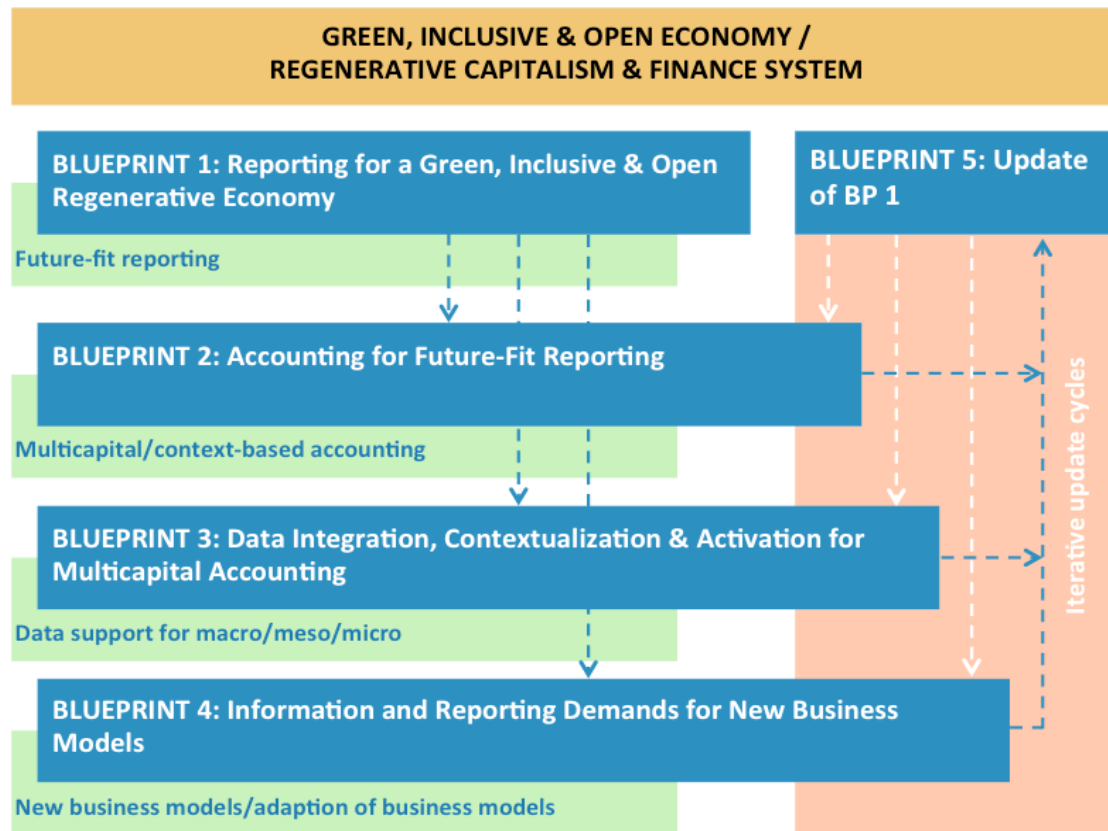 GREEN, INCLUSIVE & OPEN ECONOMY /
REGENERATIVE CAPITALISM & FINANCE SYSTEM
BLUEPRINT 1: Reporting for a Green, Inclusive & Open
Regenerative Economy
Future-fit reporting
BLUEPRINT 5: Update
of BP 1
BLUEPRINT 2: Accounting for Future-Fit Reporting
Multicapital/context-based accounting
BLUEPRINT 3: Data Integration, Contextualization & Activation for
Multicapital Accounting
Data support for macro/meso/micro
BLUEPRINT 4: Information and Reporting Demands for New Business
Models
New business models/adaption of business models
Iterative update cycles